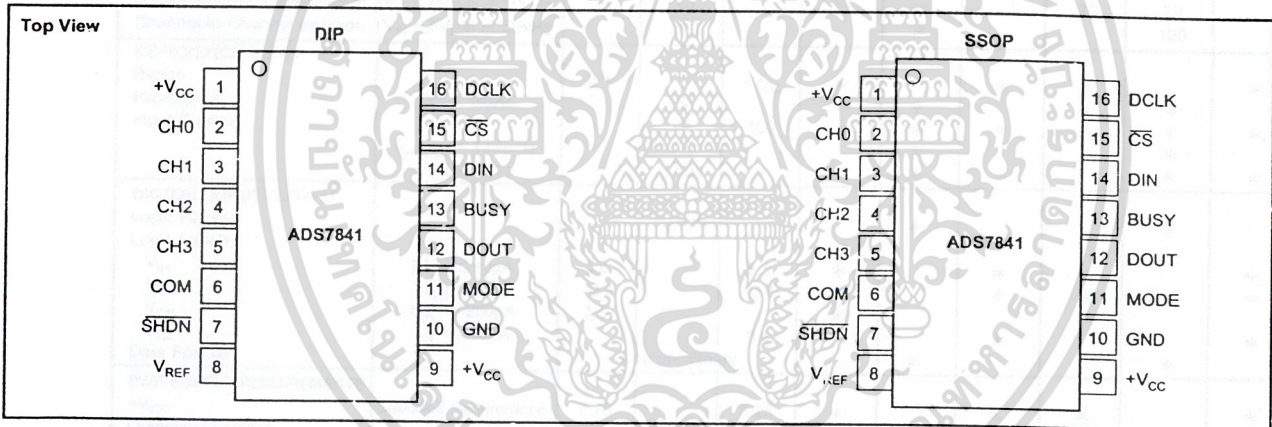 Top View
DIP
+VCC 1
CH0 2
CH1 3
CH2 4
CH3 5
COM 6
SHDN 7
VREF 8
ADS7841
16 DCLK
15 CS
14 DIN
13 BUSY
12 DOUT
11 MODE
10 GND
9 +VCC
SSOP
+VCC 1
CH0 2
CH1 3
CH2 4
CH3 5
COM 6
SHDN 7
VREF 8
ADS7841
16 DCLK
15 CS
14 DIN
13 BUSY
12 DOUT
11 MODE
10 GND
9 +VCC